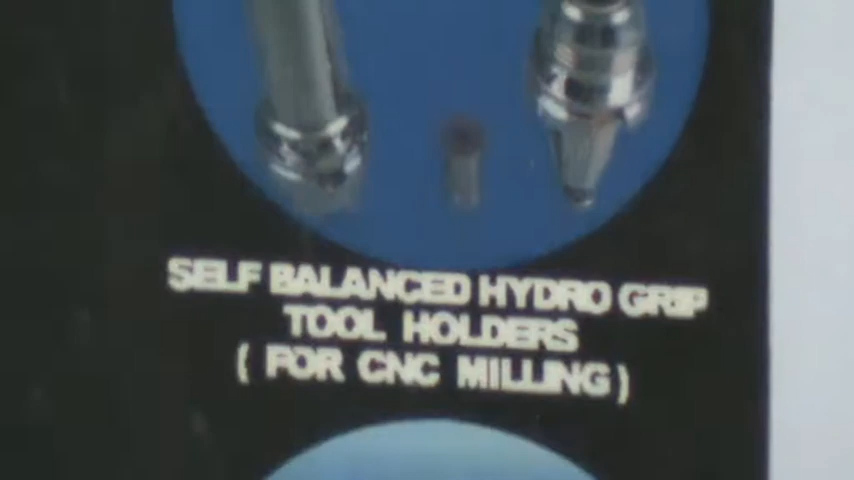 SELF BALANCED HYDRO GRIP
TOOL HOLDERS
( FOR CNC MILLING )